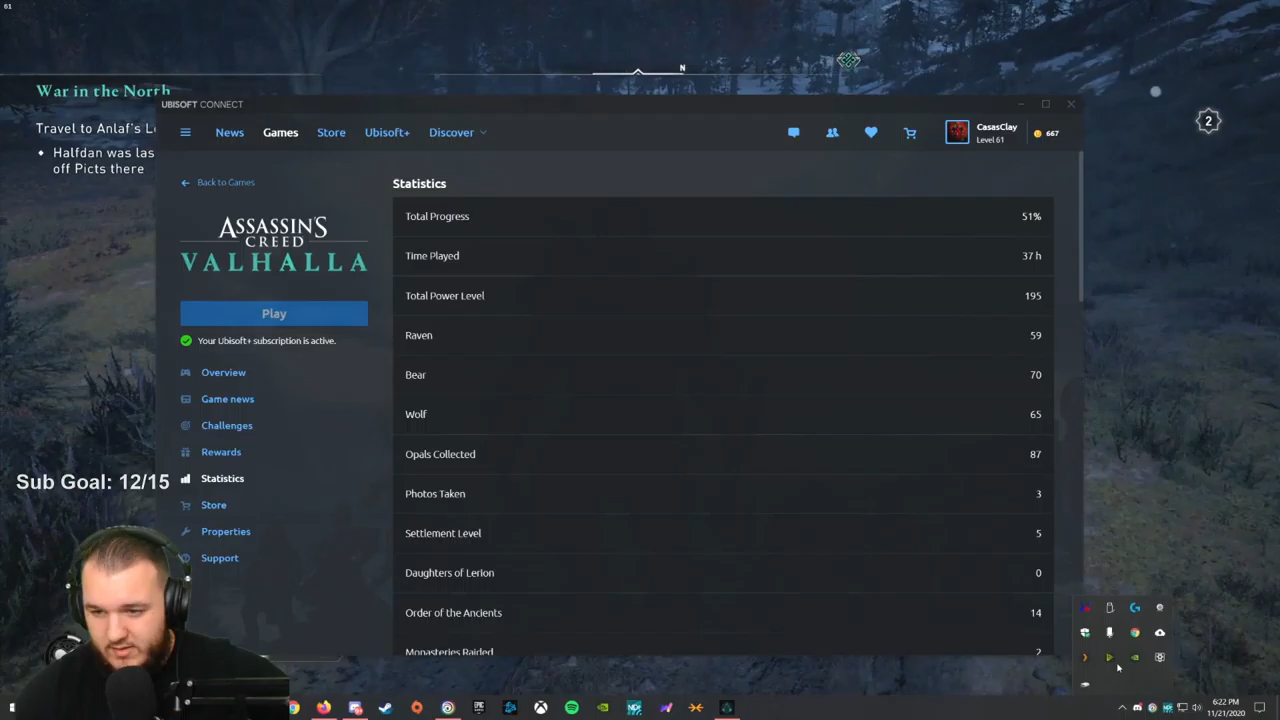 61
N
War in the North
2
UBISOFT CONNECT
Travel to Anlaf's Lo
Halfdan was las
off Picts there
News
Games
Store
Ubisoft+
Discover
CasasClay
Level 61
667
Back to Games
Statistics
ASSASSIN'S
CREED
VALHALLA
Total Progress
51%
Time Played
37 h
Total Power Level
195
Play
Your Ubisoft+ subscription is active.
Raven
59
Overview
Bear
70
Game news
Challenges
Wolf
65
Rewards
Opals Collected
87
Sub Goal: 12/15
Statistics
Photos Taken
3
Store
Properties
Settlement Level
5
Support
Daughters of Lerion
0
Order of the Ancients
14
Monasteries Raided
2
EPIC
GAMES
6:22 PM
11/21/2020